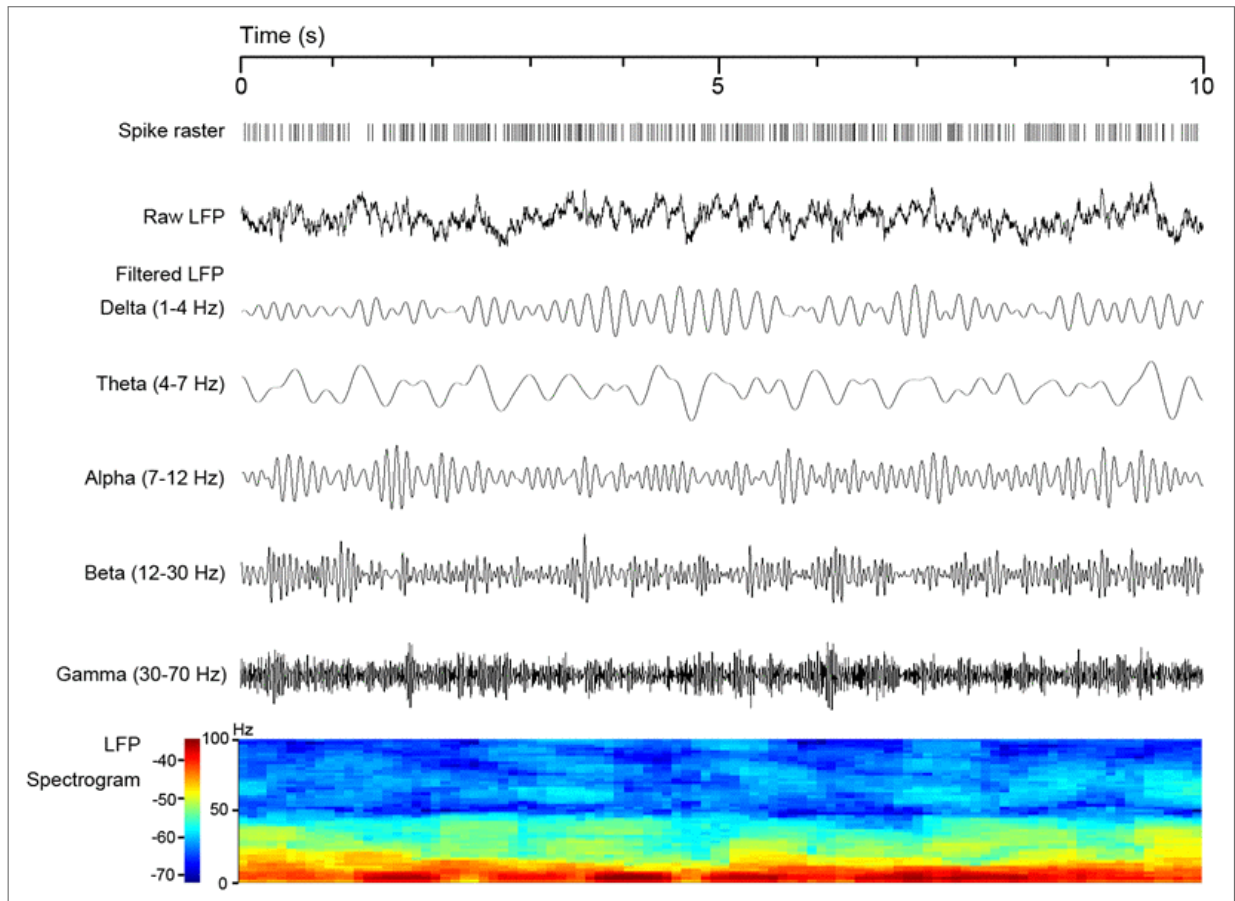 Time (s)
0 5 10
Spike raster
Raw LFP
Filtered LFP
Delta (1-4 Hz)
Theta (4-7 Hz)
Alpha (7-12 Hz)
Beta (12-30 Hz)
Gamma (30-70 Hz)
LFP
Spectrogram
-40
-50
-60
-70
100 Hz
50
0